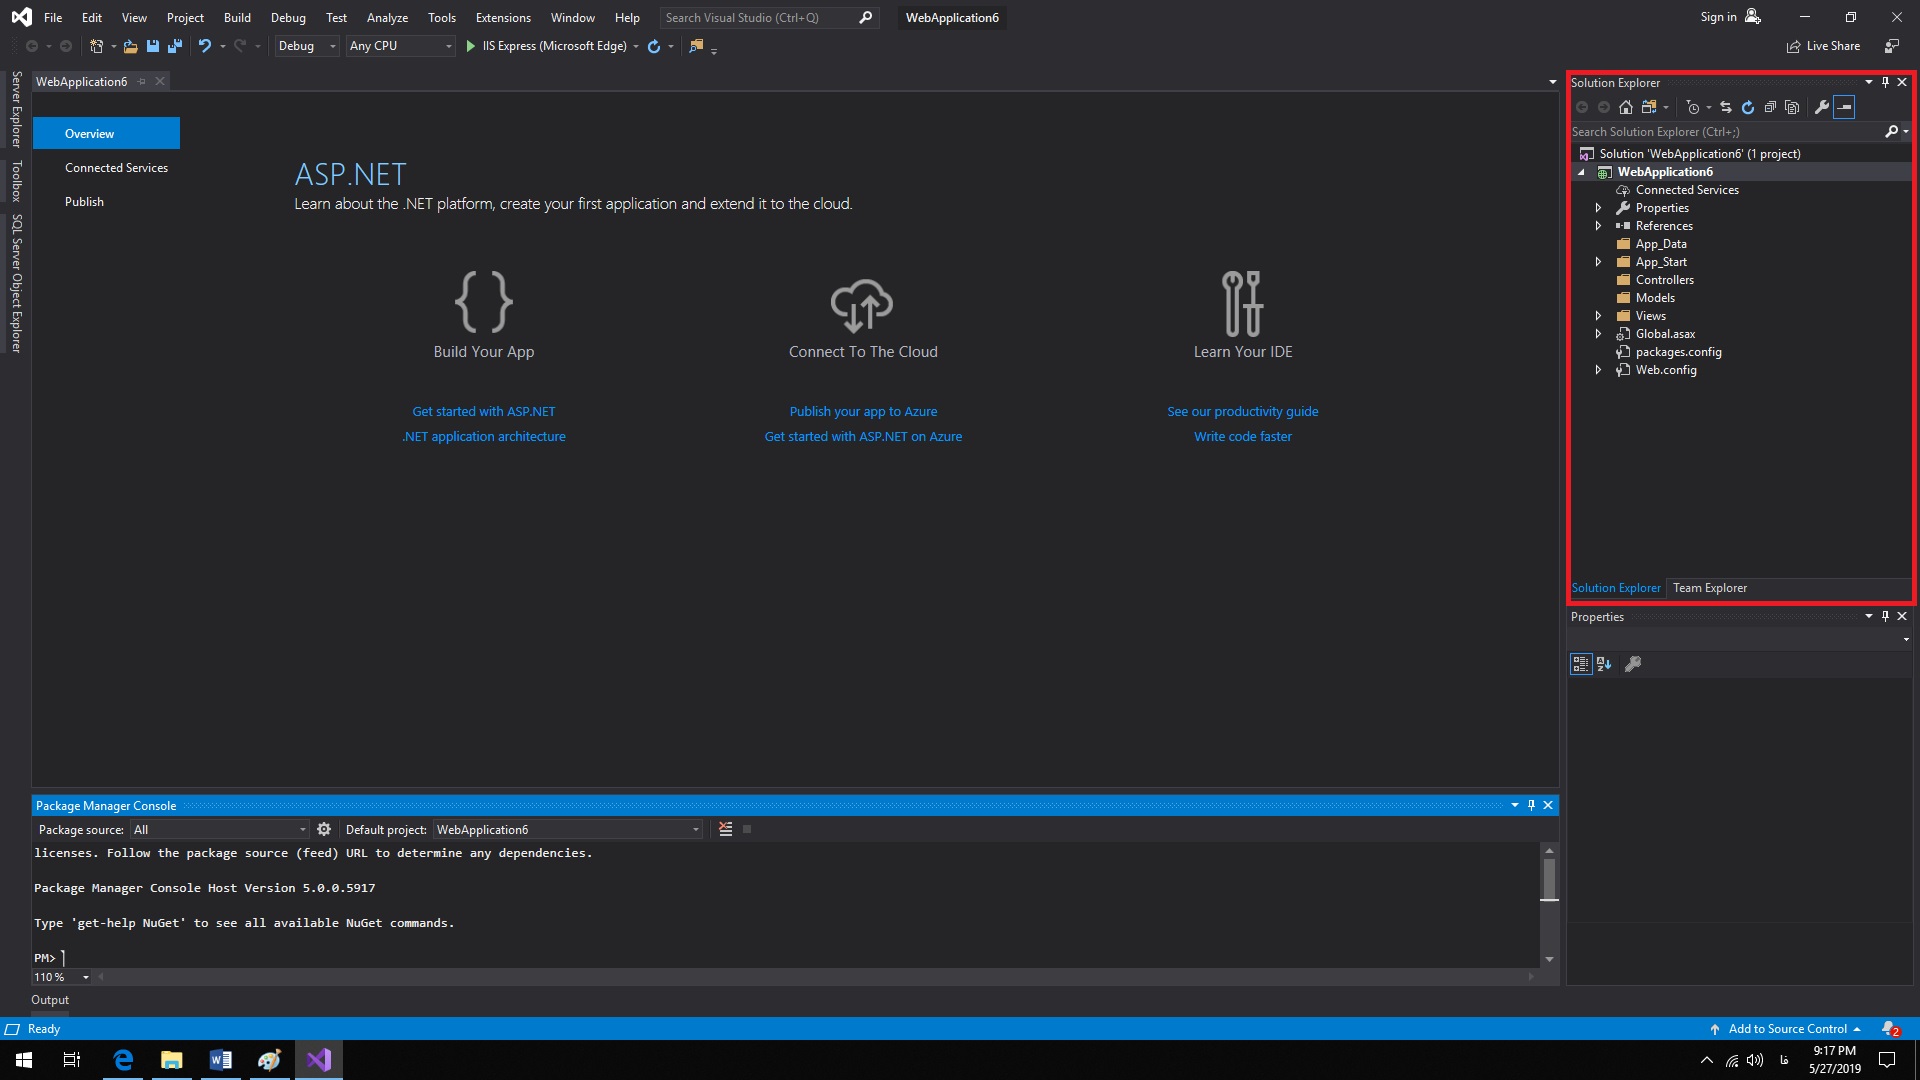 File Edit View Project Build Debug Test Analyze Tools Extensions Window Help Search Visual Studio (Ctrl+Q) WebApplication6 Sign in
Debug Any CPU IIS Express (Microsoft Edge) Live Share
Server Explorer
Toolbox
SQL Server Object Explorer
WebApplication6
Overview
Connected Services
Publish
ASP.NET
Learn about the .NET platform, create your first application and extend it to the cloud.
Build Your App
Get started with ASP.NET
.NET application architecture
Connect To The Cloud
Publish your app to Azure
Get started with ASP.NET on Azure
Learn Your IDE
See our productivity guide
Write code faster
Solution Explorer
Search Solution Explorer (Ctrl+;)
Solution 'WebApplication6' (1 project)
WebApplication6
Connected Services
Properties
References
App_Data
App_Start
Controllers
Models
Views
Global.asax
packages.config
Web.config
Solution Explorer Team Explorer
Properties
Package Manager Console
Package source: All Default project: WebApplication6
licenses. Follow the package source (feed) URL to determine any dependencies.
Package Manager Console Host Version 5.0.0.5917
Type 'get-help NuGet' to see all available NuGet commands.
PM>
110 %
Output
Ready Add to Source Control 2
فا 9:17 PM
5/27/2019